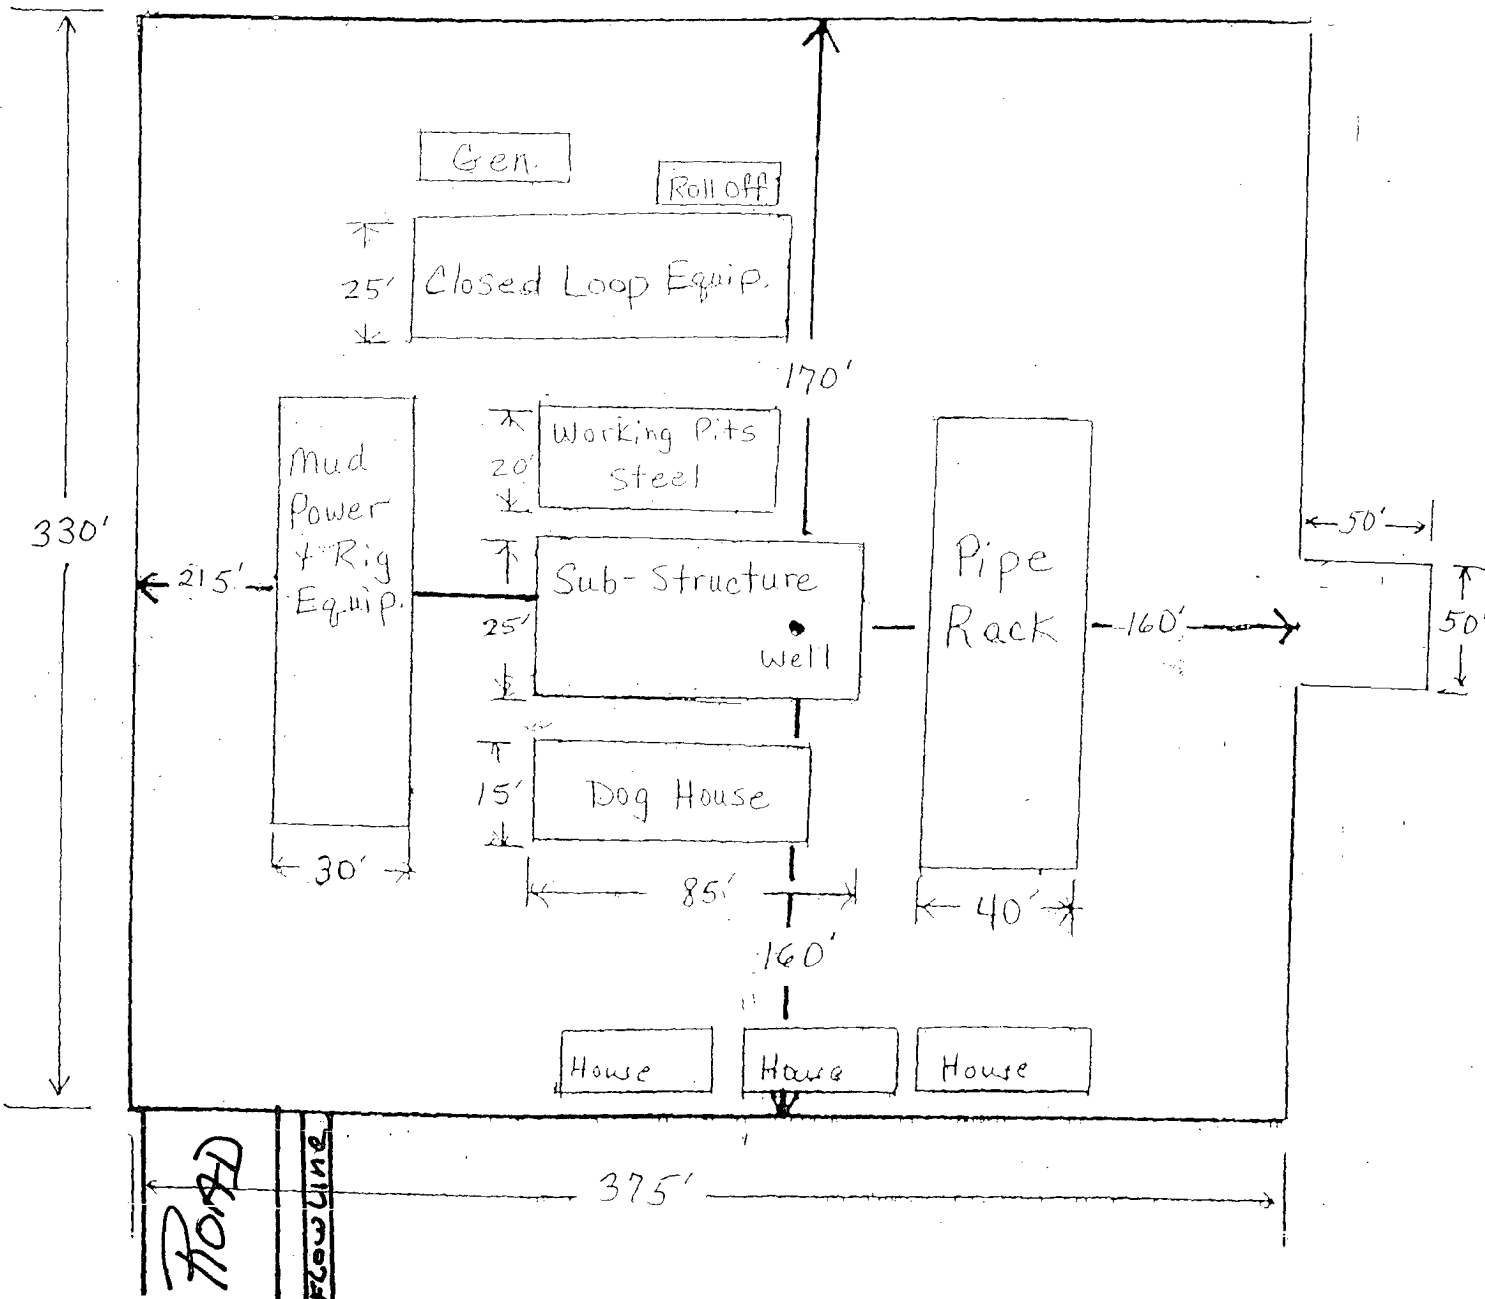 Gen.
Roll Off
25'
Closed Loop Equip.
170'
Mud
Power
+ Rig
Equip.
20'
Working Pits
Steel
330'
215'
Sub-Structure
25'
Well
Pipe
Rack
160'
50'
50'
15'
Dog House
30'
85'
40'
160'
House
House
House
ROAD
FLOWLINE
375'